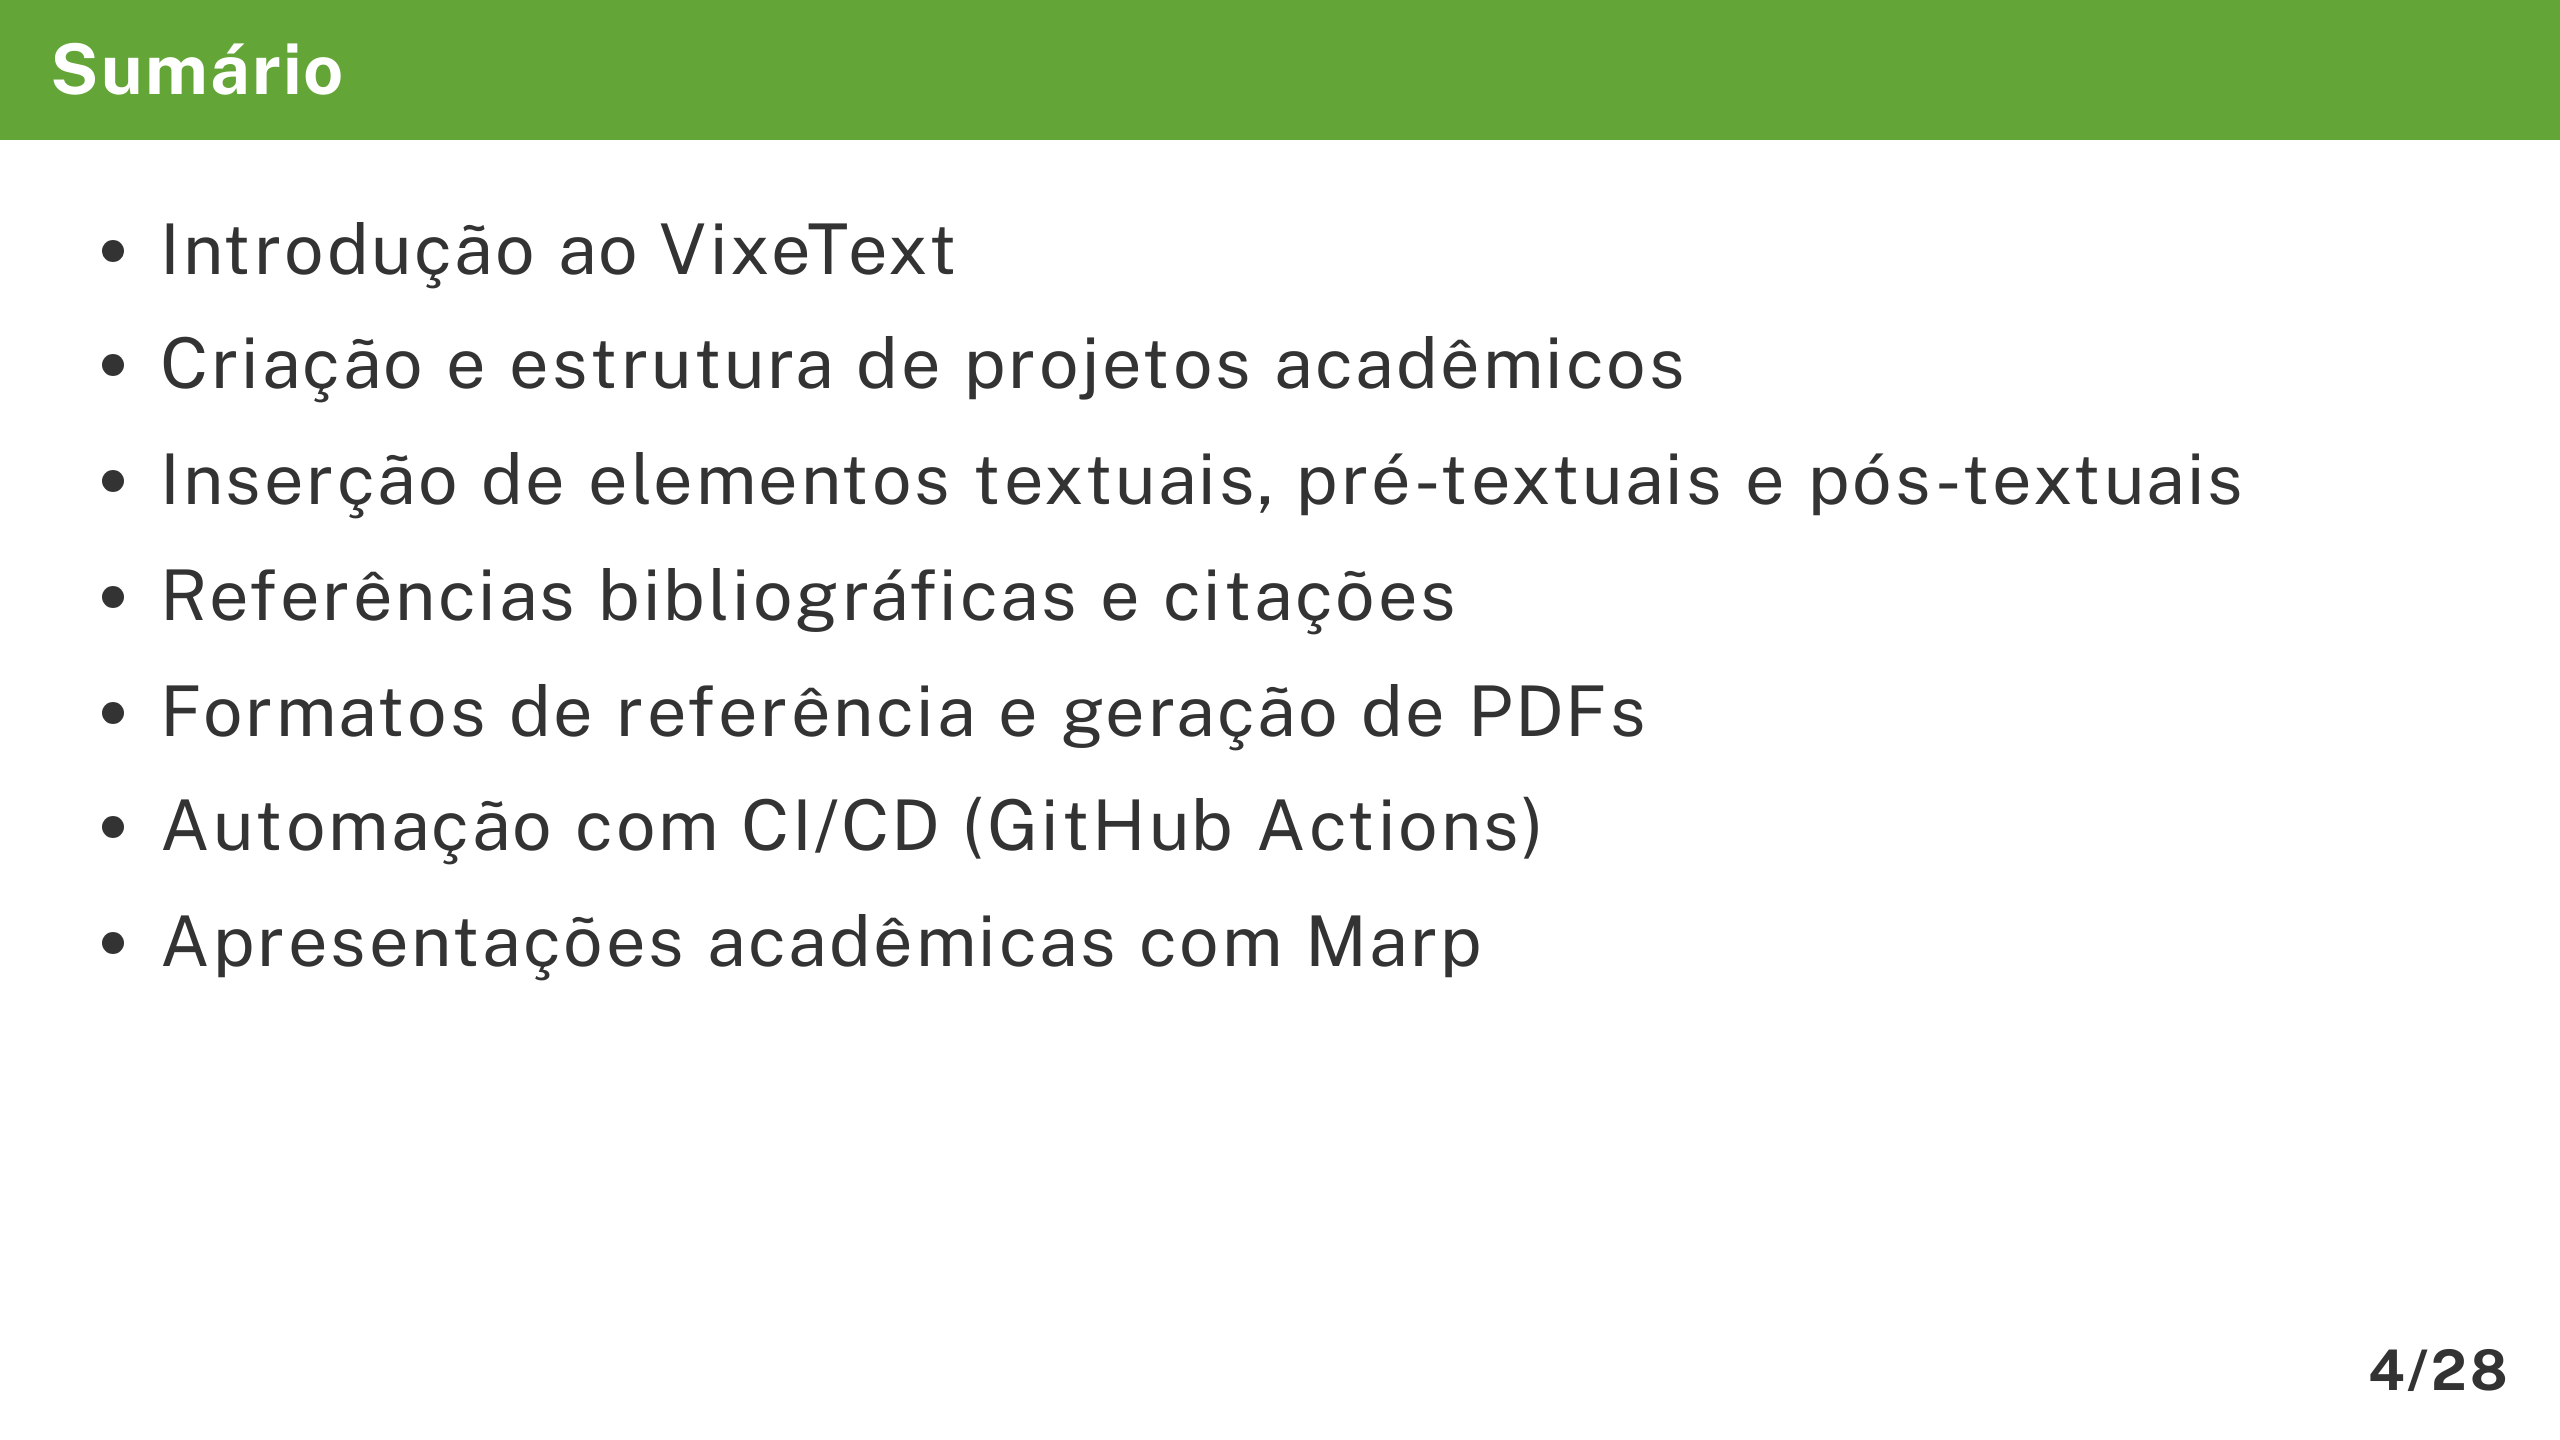 Sumário
• Introdução ao VixeText
• Criação e estrutura de projetos acadêmicos
• Inserção de elementos textuais, pré-textuais e pós-textuais
• Referências bibliográficas e citações
• Formatos de referência e geração de PDFs
• Automação com CI/CD (GitHub Actions)
• Apresentações acadêmicas com Marp
4/28